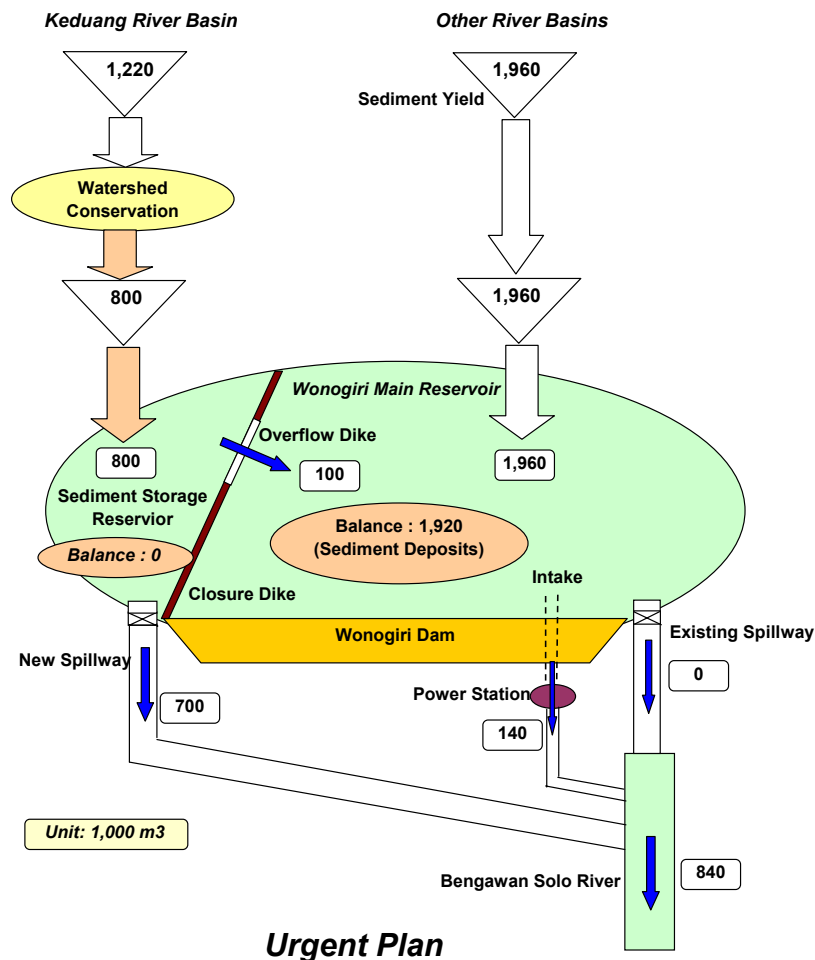 Keduang River Basin
Other River Basins
1,220
1,960
Sediment Yield
Watershed
Conservation
800
1,960
Wonogiri Main Reservoir
Overflow Dike
800
100
1,960
Sediment Storage
Reservior
Balance : 1,920
(Sediment Deposits)
Balance : 0
Intake
Closure Dike
Wonogiri Dam
Existing Spillway
New Spillway
0
Power Station
700
140
Unit: 1,000 m3
840
Bengawan Solo River
Urgent Plan